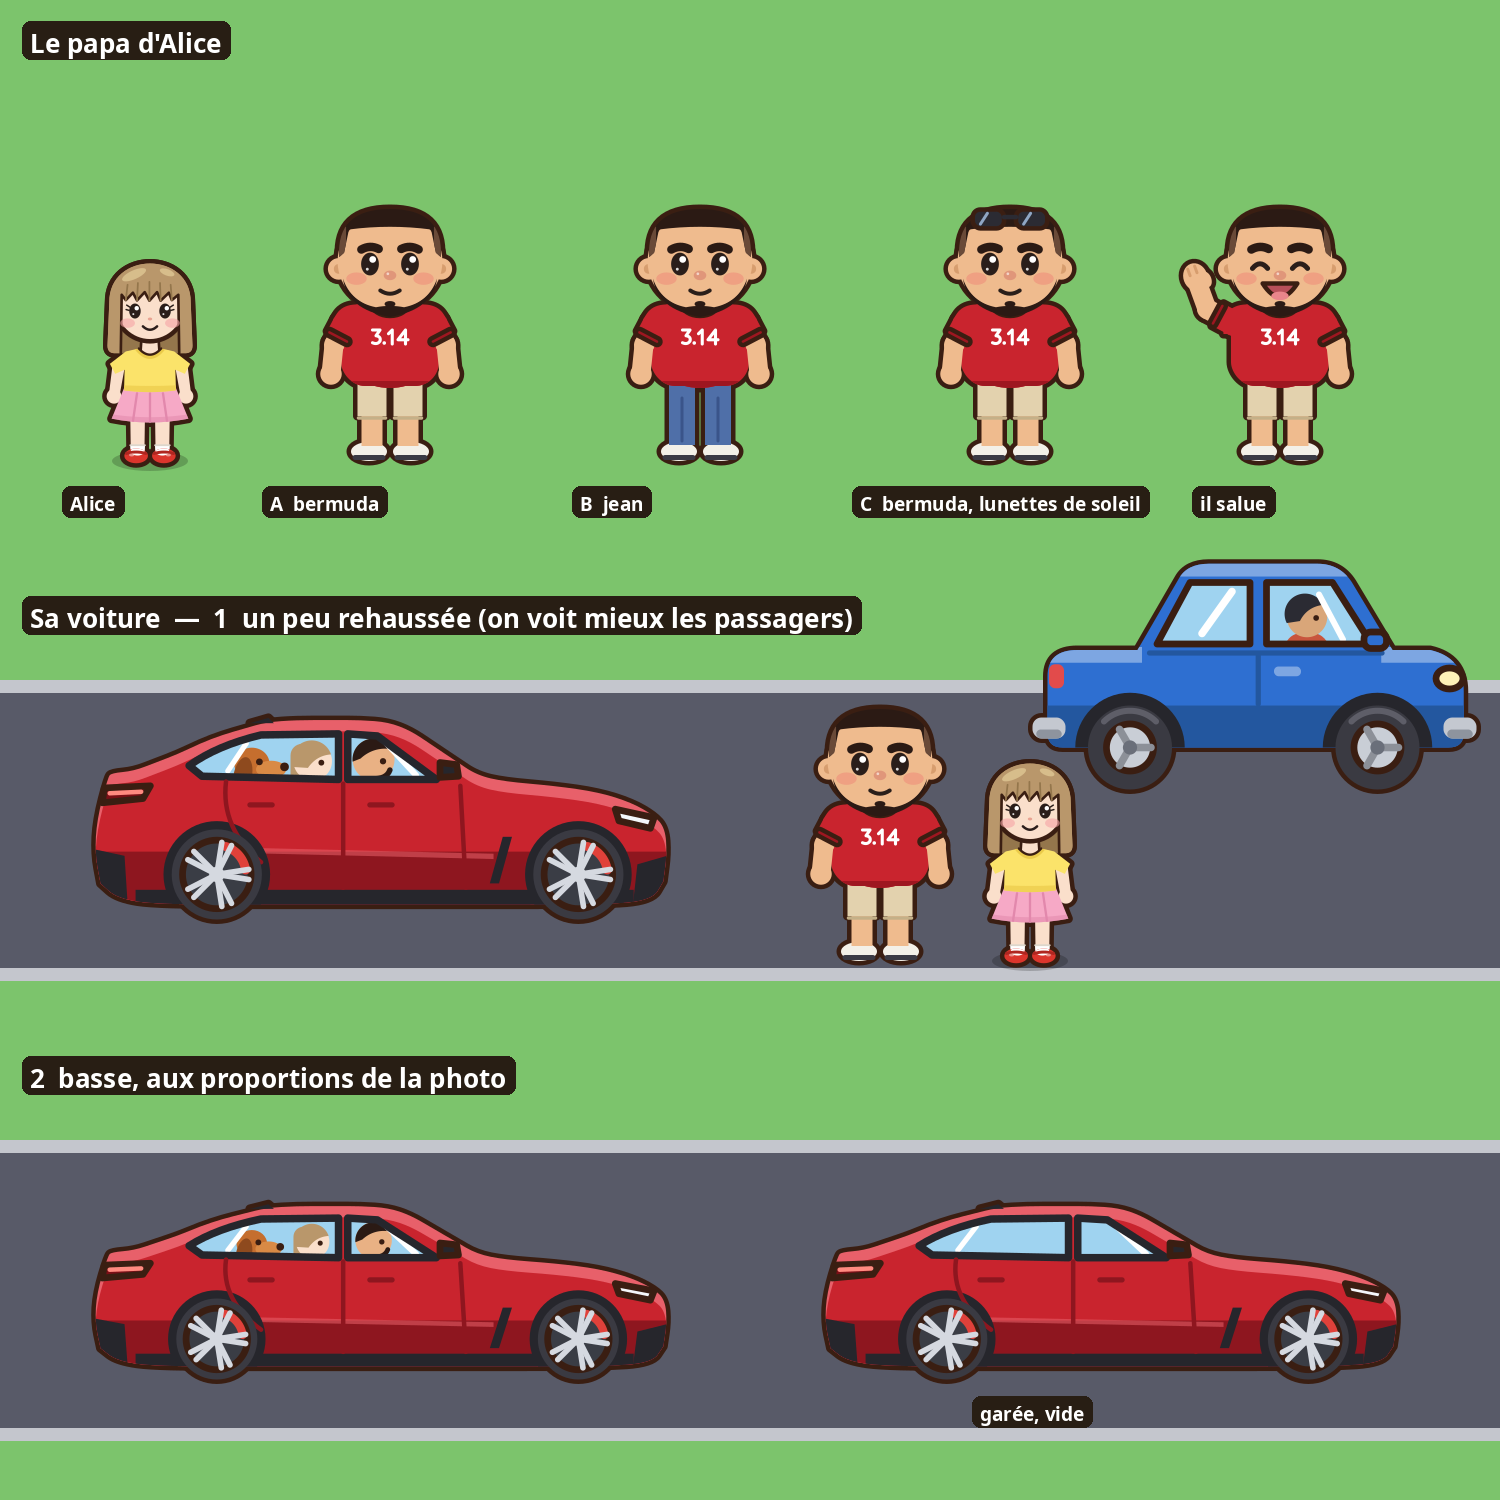 Le papa d'Alice
3.14
3.14
3.14
3.14
Alice
A bermuda
B jean
C bermuda, lunettes de soleil
il salue
Sa voiture — 1 un peu rehaussée (on voit mieux les passagers)
3.14
2 basse, aux proportions de la photo
garée, vide